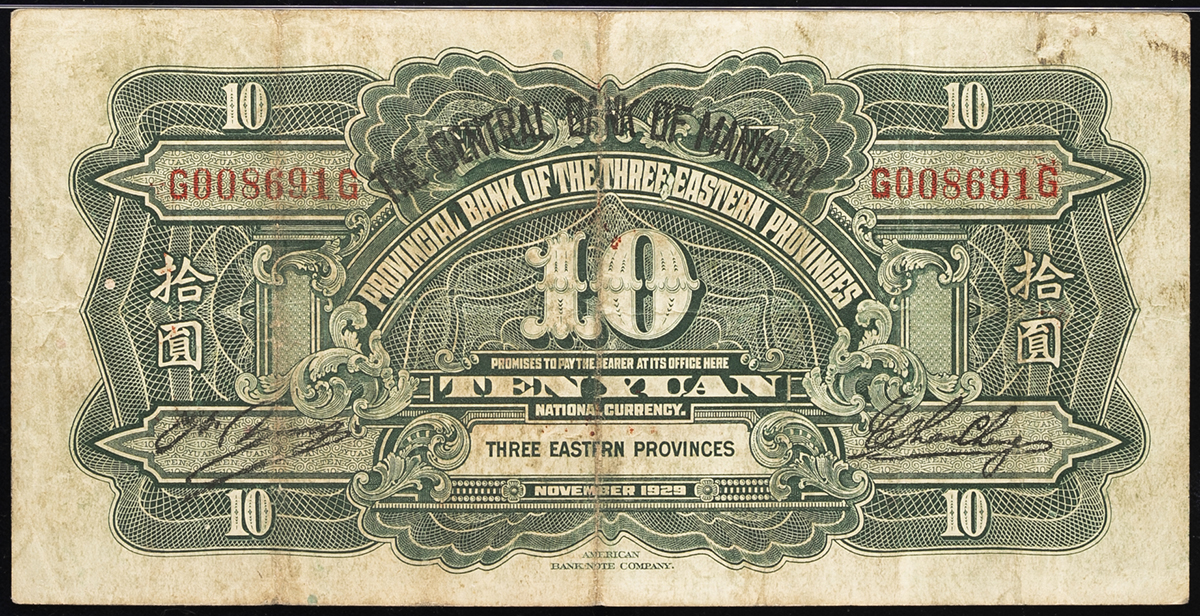 10 10
THE CENTRAL BANK OF MANCHOU
G008691G G008691G
PROVINCIAL BANK OF THE THREE EASTERN PROVINCES
10
拾圓 拾圓
PROMISES TO PAY THE BEARER AT ITS OFFICE HERE
TEN YUAN
NATIONAL CURRENCY.
THREE EASTERN PROVINCES
NOVEMBER 1929
10 10
AMERICAN
BANK NOTE COMPANY.